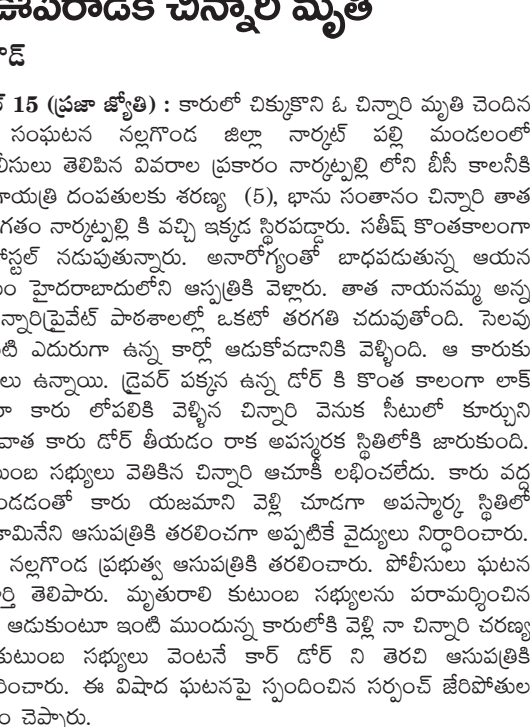 ఊపిరాడక చిన్నారి మృతి
15 (ప్రజా జ్యోతి) : కారులో చిక్కుకొని ఓ చిన్నారి మృతి చెందిన
సంఘటన నల్లగొండ జిల్లా నార్కట్ పల్లి మండలంలో
తెలిపిన వివరాల ప్రకారం నార్కట్పల్లి లోని బీసీ కాలనీకి
దంపతులకు శరణ్య (5), భాను సంతానం చిన్నారి తాత
నార్కట్పల్లి కి వచ్చి ఇక్కడ స్థిరపడ్డారు. సతీష్ కొంతకాలంగా
నడుపుతున్నారు. అనారోగ్యంతో బాధపడుతున్న ఆయన
హైదరాబాదులోని ఆస్పత్రికి వెళ్లారు. తాత నాయనమ్మ అన్న
పాఠశాలల్లో ఒకటో తరగతి చదువుతోంది. సెలవు
ఎదురుగా ఉన్న కార్లో ఆడుకోవడానికి వెళ్ళింది. ఆ కారుకు
ఉన్నాయి. డ్రైవర్ పక్కన ఉన్న డోర్ కి కొంత కాలంగా లాక్
కారు లోపలికి వెళ్ళిన చిన్నారి వెనుక సీటులో కూర్చుని
కారు డోర్ తీయడం రాక అపస్మరక స్థితిలోకి జారుకుంది.
సభ్యులు వెతికిన చిన్నారి ఆచూకీ లభించలేదు. కారు వద్ద
కారు యజమాని వెళ్లి చూడగా అపస్మార్క స్థితిలో
కామినేని ఆసుపత్రికి తరలించగా అప్పటికే వైద్యులు నిర్ధారించారు.
నల్లగొండ ప్రభుత్వ ఆసుపత్రికి తరలించారు. పోలీసులు ఘటన
తెలిపారు. మృతురాలి కుటుంబ సభ్యులను పరామర్శించిన
ఆడుకుంటూ ఇంటి ముందున్న కారులోకి వెళ్లి నా చిన్నారి చరణ్య
కుటుంబ సభ్యులు వెంటనే కార్ డోర్ ని తెరచి ఆసుపత్రికి
ఈ విషాద ఘటనపై స్పందించిన సర్పంచ్ జేరిపోతుల
చెప్పారు.